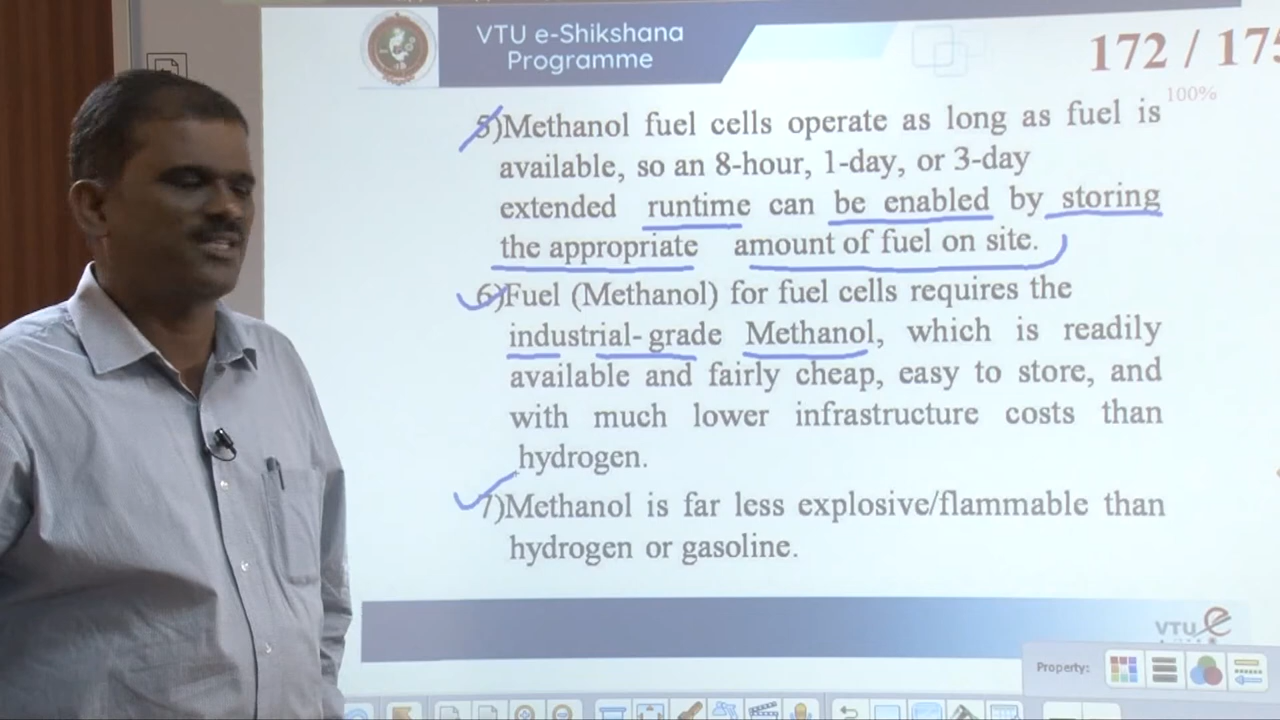 VTU e-Shikshana
Programme
172 / 175
100%
5)Methanol fuel cells operate as long as fuel is
available, so an 8-hour, 1-day, or 3-day
extended runtime can be enabled by storing
the appropriate amount of fuel on site.
6)Fuel (Methanol) for fuel cells requires the
industrial- grade Methanol, which is readily
available and fairly cheap, easy to store, and
with much lower infrastructure costs than
hydrogen.
7)Methanol is far less explosive/flammable than
hydrogen or gasoline.
VTU e
Property: